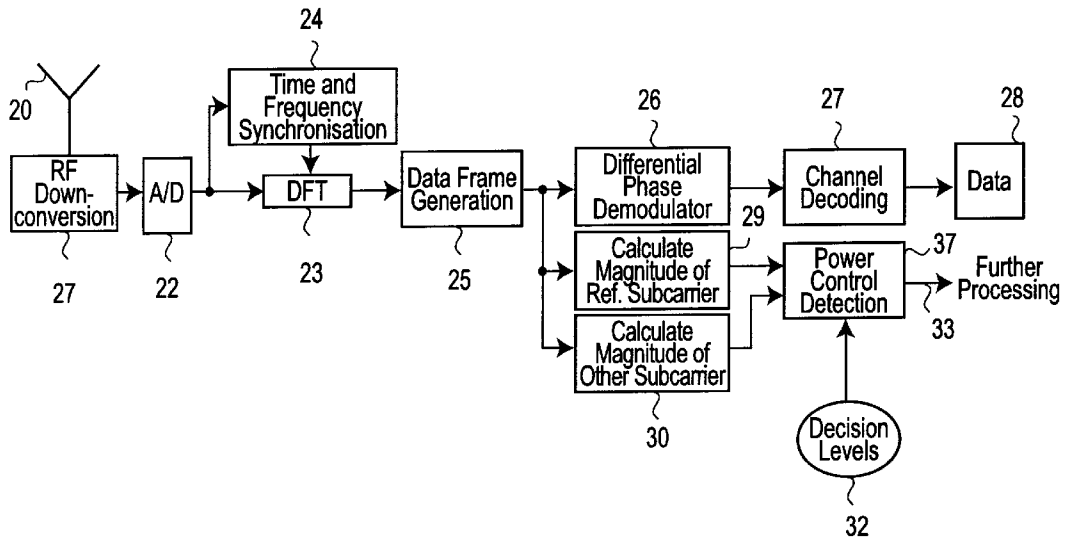 24
20
Time and
Frequency
Synchronisation
26
27
28
RF
Down-
conversion
A/D
DFT
Data Frame
Generation
Differential
Phase
Demodulator
Channel
Decoding
Data
27
22
23
25
29
Calculate
Magnitude of
Ref. Subcarrier
37
Power
Control
Detection
Further
Processing
33
Calculate
Magnitude of
Other Subcarrier
30
Decision
Levels
32